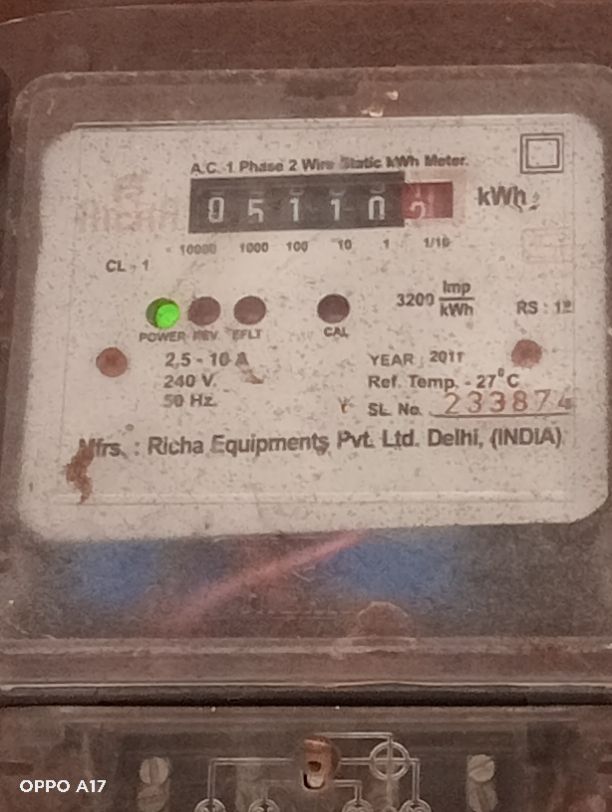 A.C. 1 Phase 2 Wire Static kWh Meter.
0 5 1 1 0 kWh
10000 1000 100 10 1 1/10
CL - 1
3200 Imp/kWh
RS : 12
POWER REV. EFLT CAL
2.5 - 10 A
YEAR : 2011
240 V.
Ref. Temp. - 27°C
50 Hz.
SL. No. 233874
Mfrs. : Richa Equipments Pvt. Ltd. Delhi, (INDIA)
OPPO A17